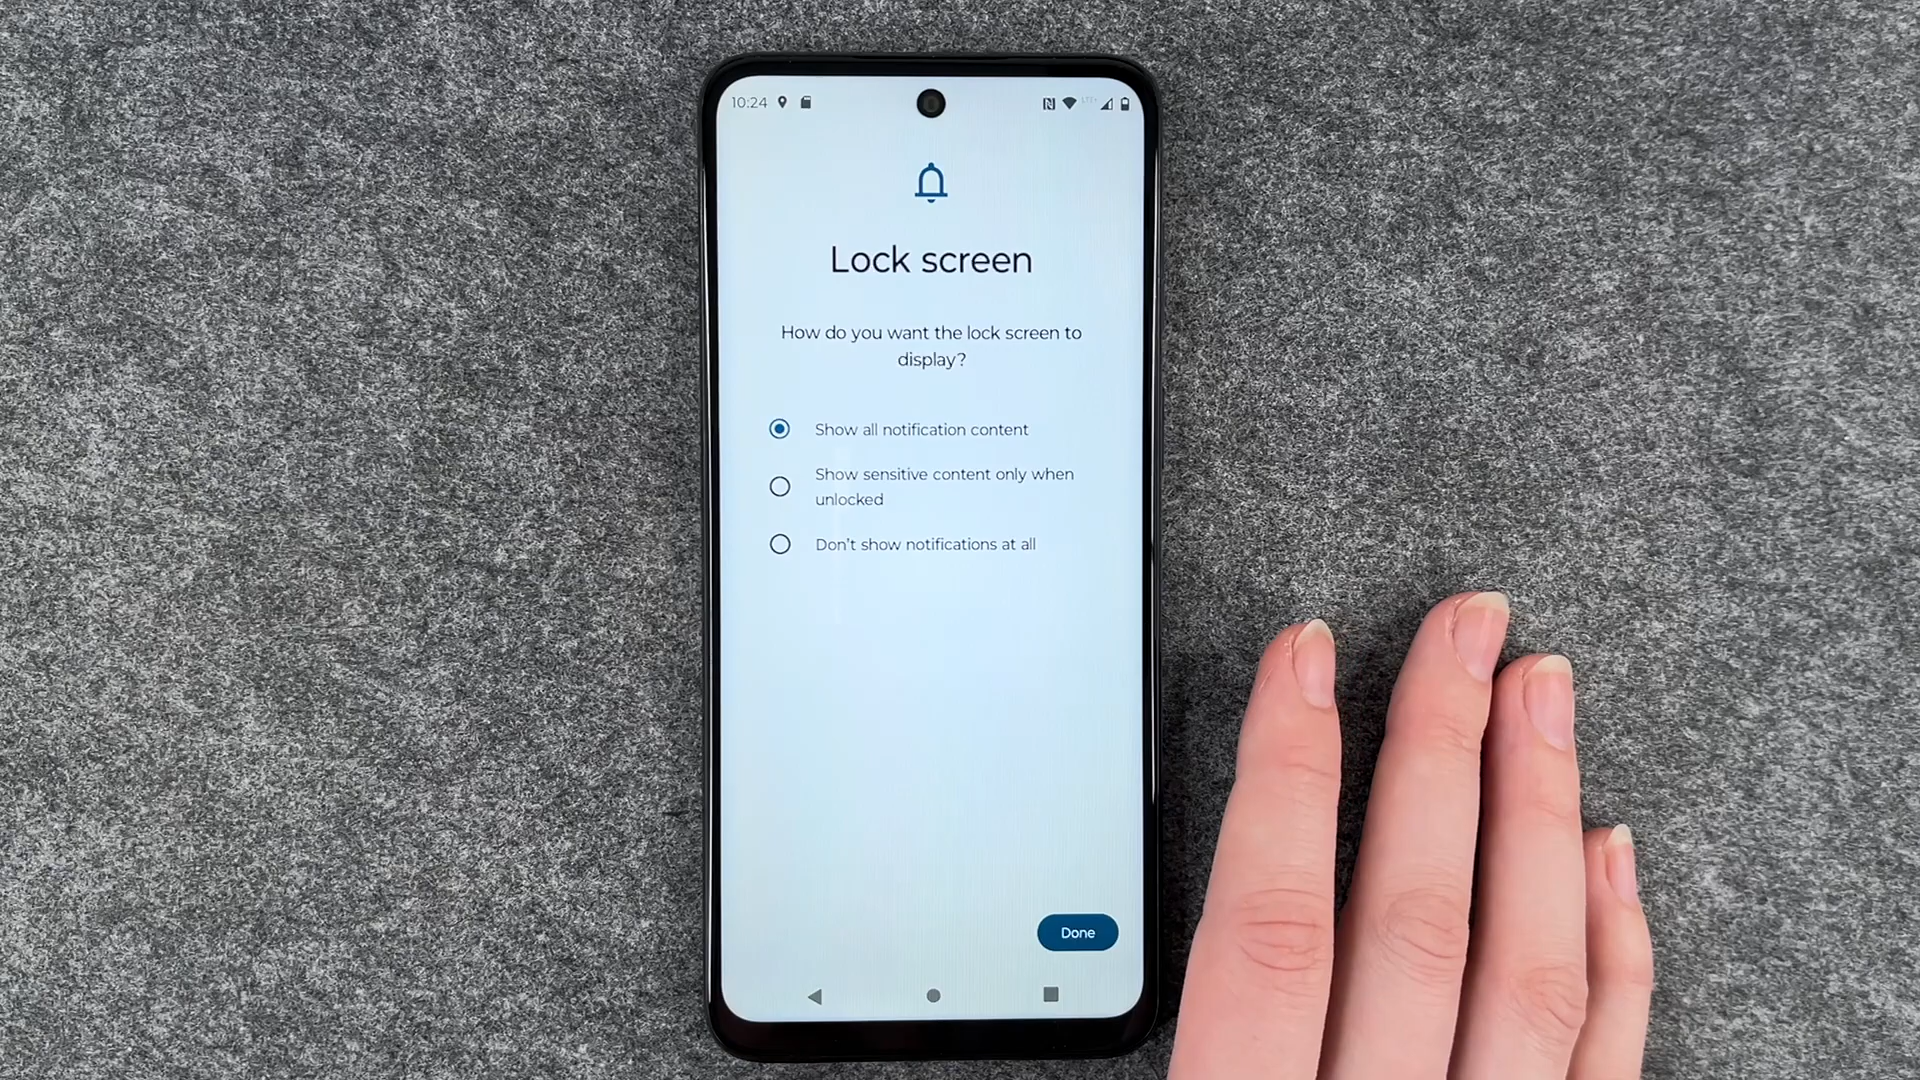 10:24
LTE+
Lock screen
How do you want the lock screen to
display?
Show all notification content
Show sensitive content only when
unlocked
Don't show notifications at all
Done